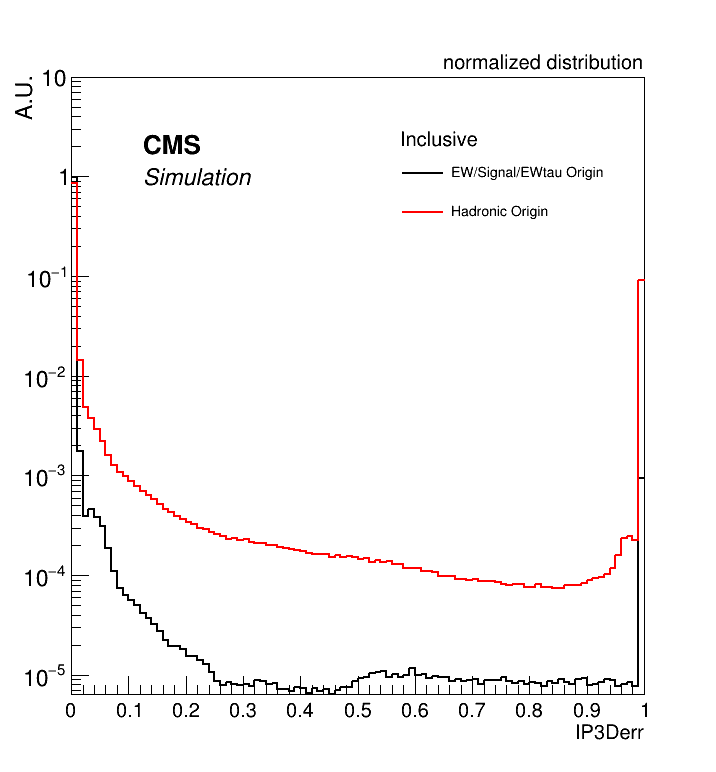 normalized distribution
A.U.
10
CMS
Inclusive
Simulation
EW/Signal/EWtau Origin
1
Hadronic Origin
10⁻¹
10⁻²
10⁻³
10⁻⁴
10⁻⁵
0 0.1 0.2 0.3 0.4 0.5 0.6 0.7 0.8 0.9 1
IP3Derr